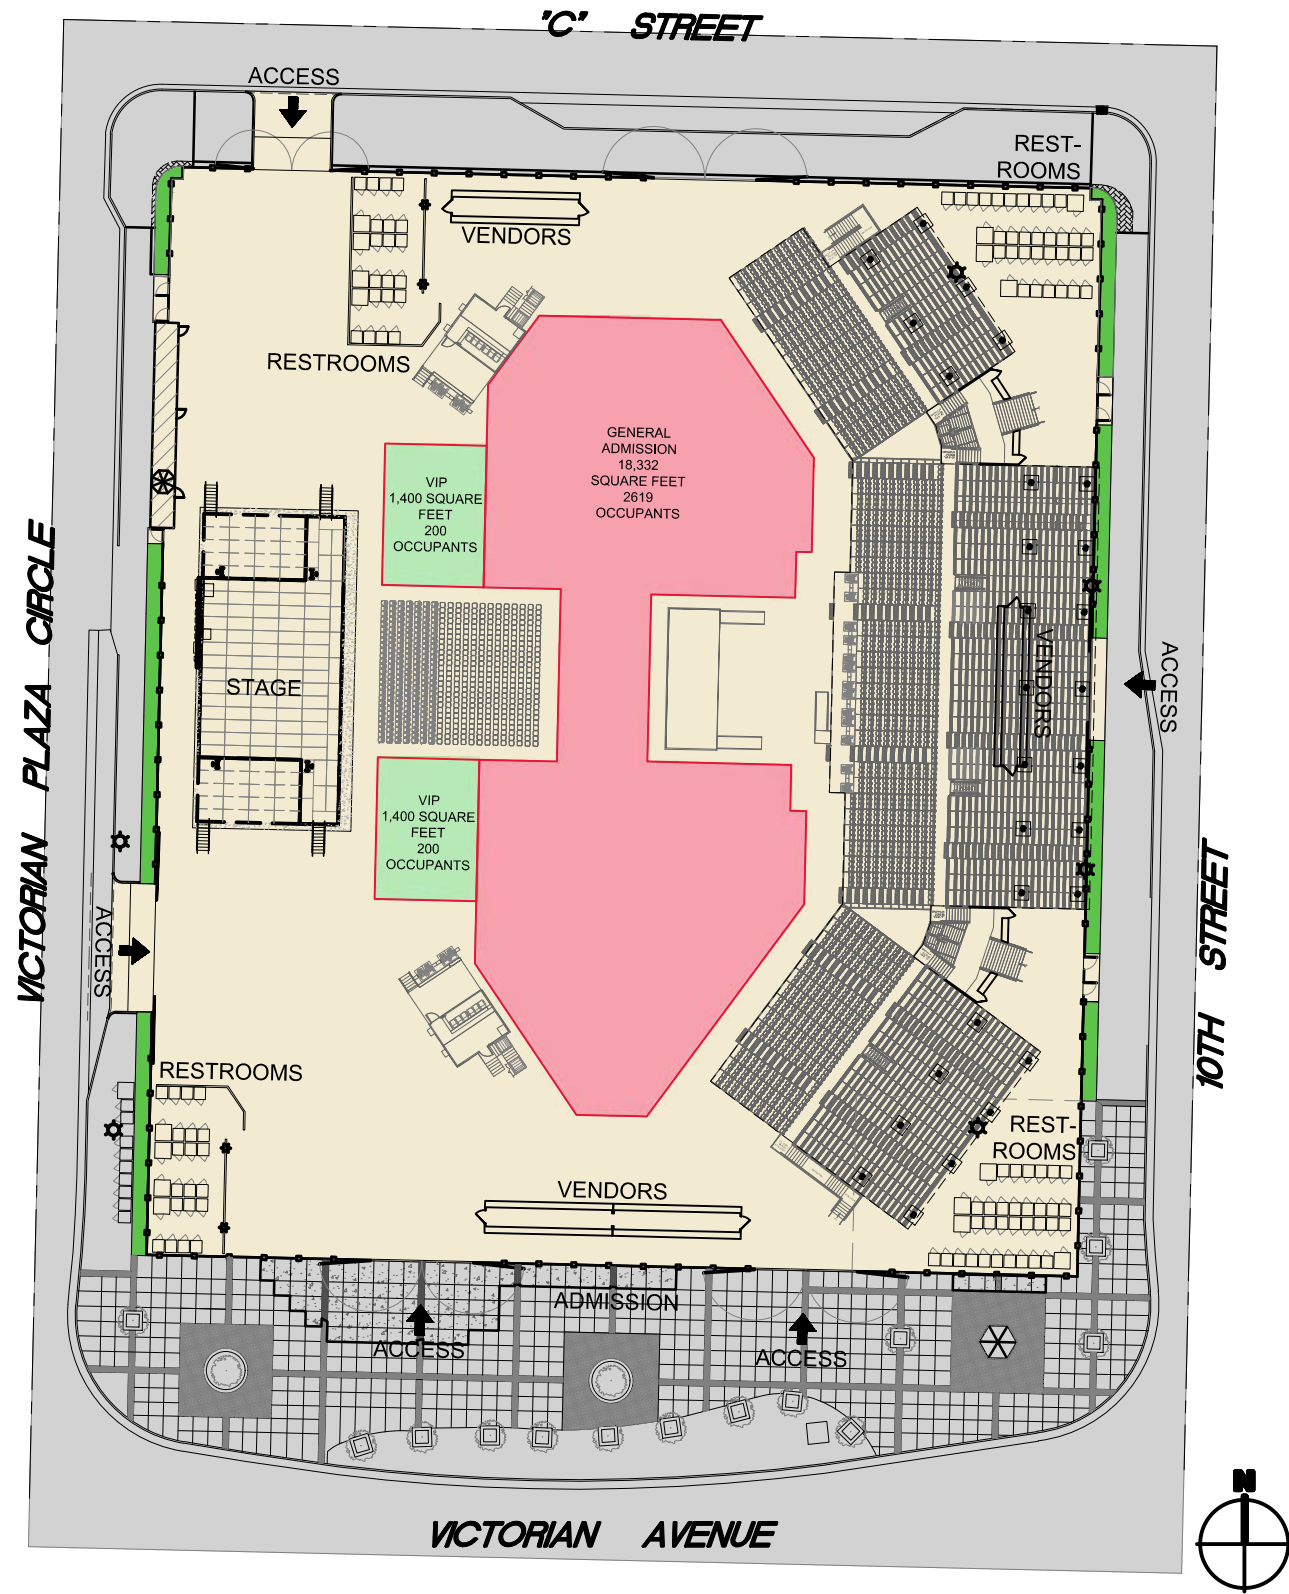 "C" STREET
ACCESS
REST-
ROOMS
VENDORS
RESTROOMS
GENERAL
ADMISSION
18,332
SQUARE FEET
2619
OCCUPANTS
VIP
1,400 SQUARE
FEET
200
OCCUPANTS
VICTORIAN PLAZA CIRCLE
STAGE
VENDORS
ACCESS
VIP
1,400 SQUARE
FEET
200
OCCUPANTS
ACCESS
10TH STREET
RESTROOMS
REST-
ROOMS
VENDORS
ADMISSION
ACCESS
ACCESS
VICTORIAN AVENUE
N